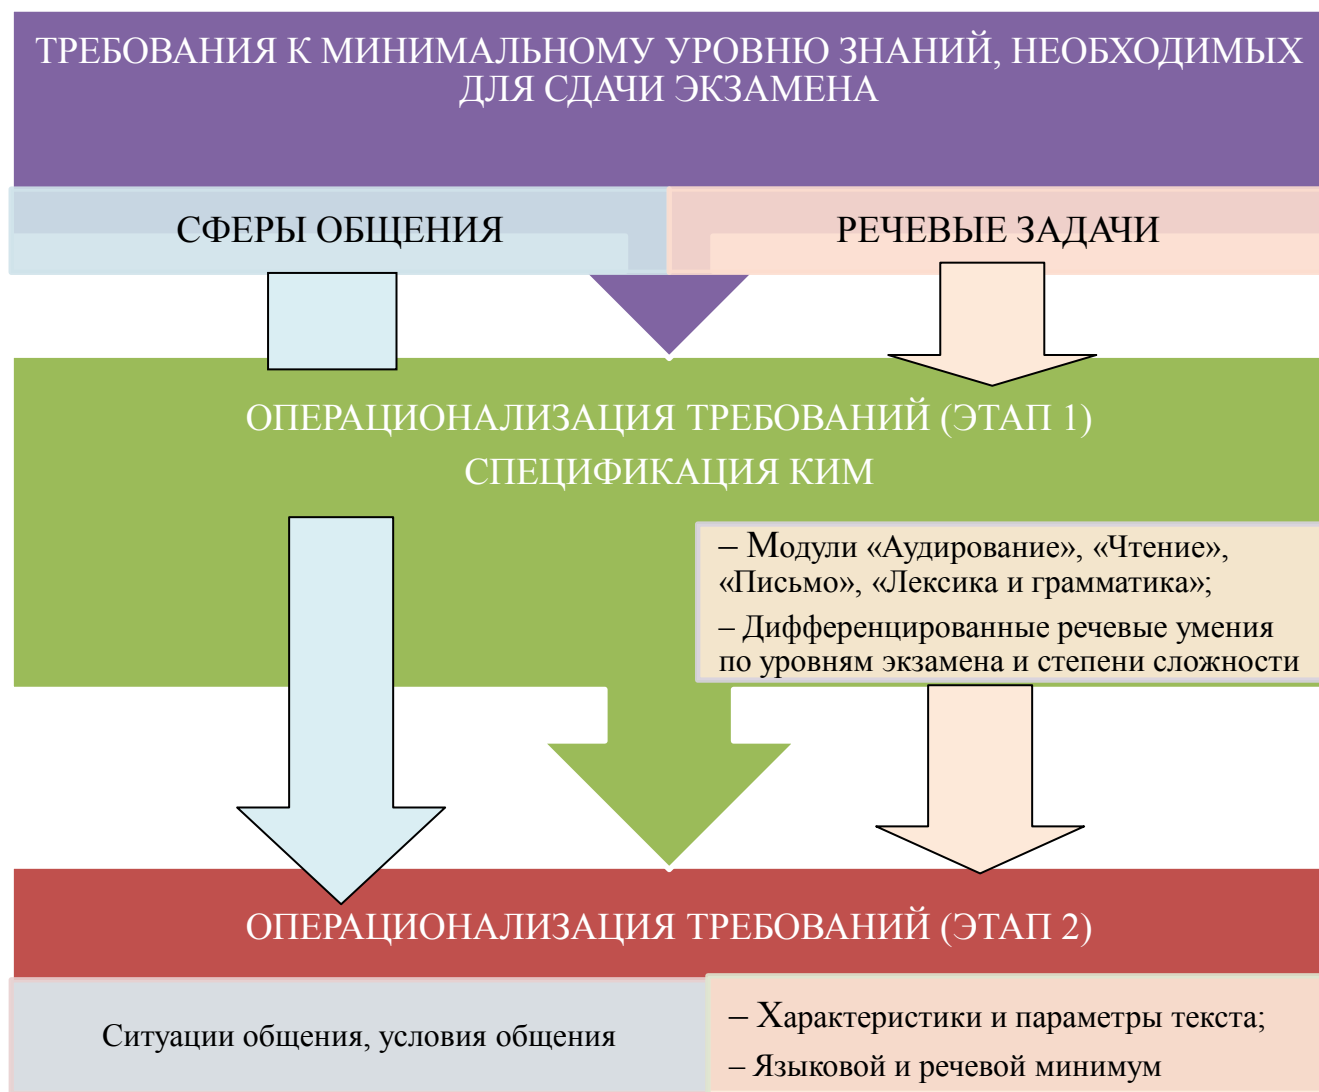 ТРЕБОВАНИЯ К МИНИМАЛЬНОМУ УРОВНЮ ЗНАНИЙ, НЕОБХОДИМЫХ
ДЛЯ СДАЧИ ЭКЗАМЕНА
СФЕРЫ ОБЩЕНИЯ
РЕЧЕВЫЕ ЗАДАЧИ
ОПЕРАЦИОНАЛИЗАЦИЯ ТРЕБОВАНИЙ (ЭТАП 1)
СПЕЦИФИКАЦИЯ КИМ
– Модули «Аудирование», «Чтение»,
«Письмо», «Лексика и грамматика»;
– Дифференцированные речевые умения
по уровням экзамена и степени сложности
ОПЕРАЦИОНАЛИЗАЦИЯ ТРЕБОВАНИЙ (ЭТАП 2)
Ситуации общения, условия общения
– Характеристики и параметры текста;
– Языковой и речевой минимум